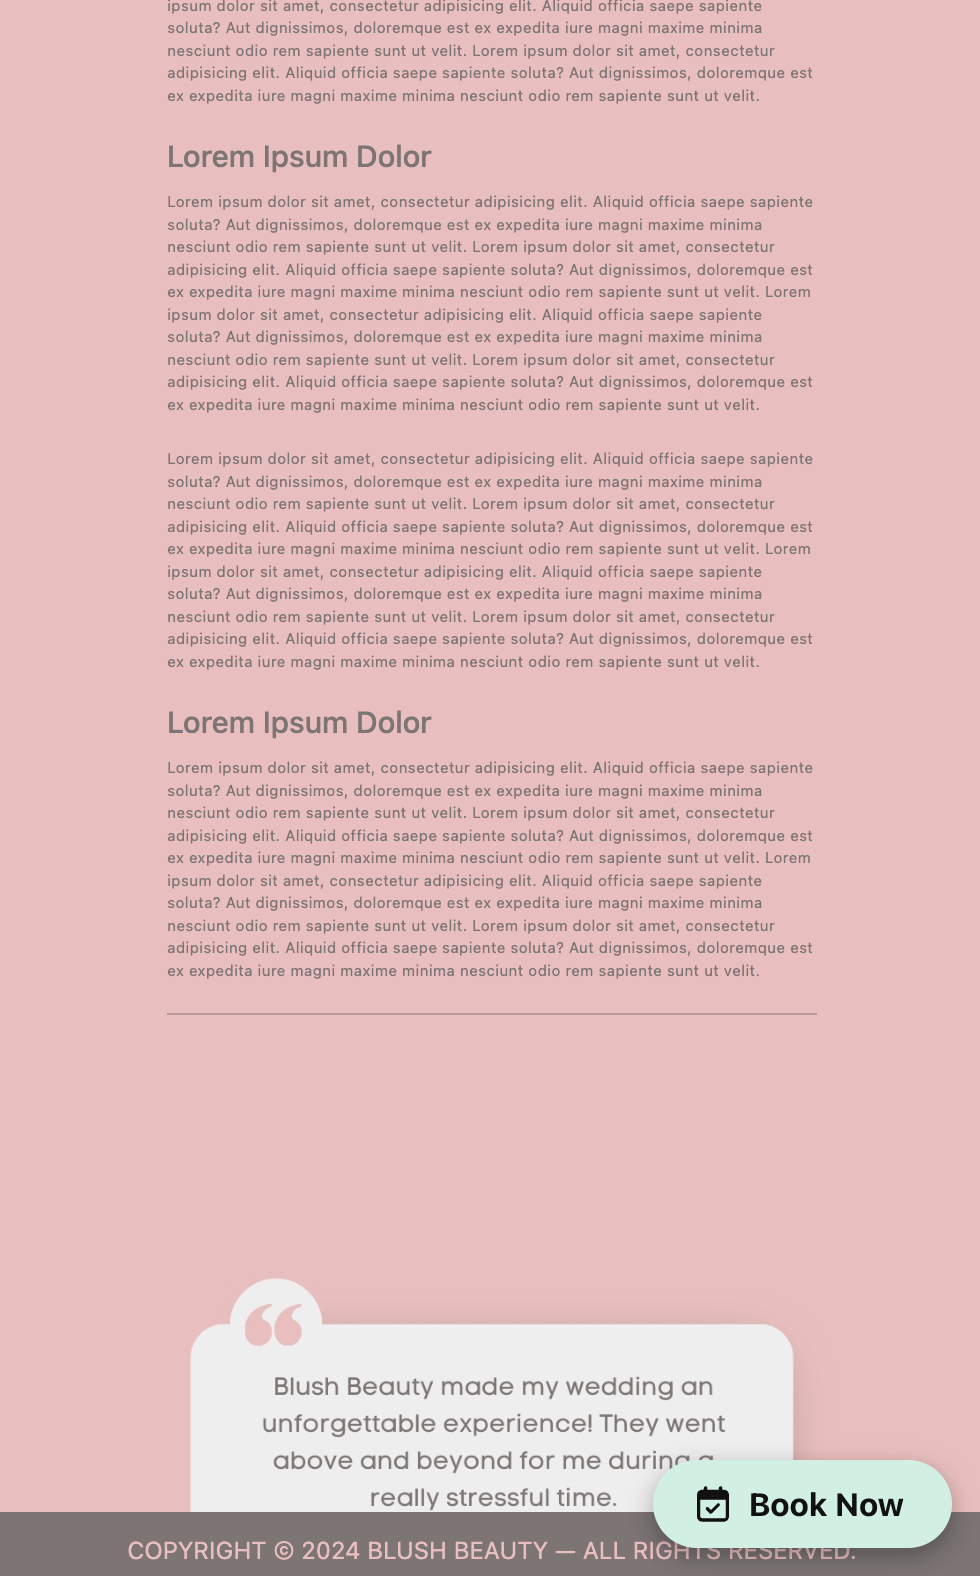 ipsum dolor sit amet, consectetur adipisicing elit. Aliquid officia saepe sapiente
soluta? Aut dignissimos, doloremque est ex expedita iure magni maxime minima
nesciunt odio rem sapiente sunt ut velit. Lorem ipsum dolor sit amet, consectetur
adipisicing elit. Aliquid officia saepe sapiente soluta? Aut dignissimos, doloremque est
ex expedita iure magni maxime minima nesciunt odio rem sapiente sunt ut velit.
Lorem Ipsum Dolor
Lorem ipsum dolor sit amet, consectetur adipisicing elit. Aliquid officia saepe sapiente
soluta? Aut dignissimos, doloremque est ex expedita iure magni maxime minima
nesciunt odio rem sapiente sunt ut velit. Lorem ipsum dolor sit amet, consectetur
adipisicing elit. Aliquid officia saepe sapiente soluta? Aut dignissimos, doloremque est
ex expedita iure magni maxime minima nesciunt odio rem sapiente sunt ut velit. Lorem
ipsum dolor sit amet, consectetur adipisicing elit. Aliquid officia saepe sapiente
soluta? Aut dignissimos, doloremque est ex expedita iure magni maxime minima
nesciunt odio rem sapiente sunt ut velit. Lorem ipsum dolor sit amet, consectetur
adipisicing elit. Aliquid officia saepe sapiente soluta? Aut dignissimos, doloremque est
ex expedita iure magni maxime minima nesciunt odio rem sapiente sunt ut velit.
Lorem ipsum dolor sit amet, consectetur adipisicing elit. Aliquid officia saepe sapiente
soluta? Aut dignissimos, doloremque est ex expedita iure magni maxime minima
nesciunt odio rem sapiente sunt ut velit. Lorem ipsum dolor sit amet, consectetur
adipisicing elit. Aliquid officia saepe sapiente soluta? Aut dignissimos, doloremque est
ex expedita iure magni maxime minima nesciunt odio rem sapiente sunt ut velit. Lorem
ipsum dolor sit amet, consectetur adipisicing elit. Aliquid officia saepe sapiente
soluta? Aut dignissimos, doloremque est ex expedita iure magni maxime minima
nesciunt odio rem sapiente sunt ut velit. Lorem ipsum dolor sit amet, consectetur
adipisicing elit. Aliquid officia saepe sapiente soluta? Aut dignissimos, doloremque est
ex expedita iure magni maxime minima nesciunt odio rem sapiente sunt ut velit.
Lorem Ipsum Dolor
Lorem ipsum dolor sit amet, consectetur adipisicing elit. Aliquid officia saepe sapiente
soluta? Aut dignissimos, doloremque est ex expedita iure magni maxime minima
nesciunt odio rem sapiente sunt ut velit. Lorem ipsum dolor sit amet, consectetur
adipisicing elit. Aliquid officia saepe sapiente soluta? Aut dignissimos, doloremque est
ex expedita iure magni maxime minima nesciunt odio rem sapiente sunt ut velit. Lorem
ipsum dolor sit amet, consectetur adipisicing elit. Aliquid officia saepe sapiente
soluta? Aut dignissimos, doloremque est ex expedita iure magni maxime minima
nesciunt odio rem sapiente sunt ut velit. Lorem ipsum dolor sit amet, consectetur
adipisicing elit. Aliquid officia saepe sapiente soluta? Aut dignissimos, doloremque est
ex expedita iure magni maxime minima nesciunt odio rem sapiente sunt ut velit.
“
Blush Beauty made my wedding an
unforgettable experience! They went
above and beyond for me during a
really stressful time.
Book Now
COPYRIGHT © 2024 BLUSH BEAUTY — ALL RIGHTS RESERVED.